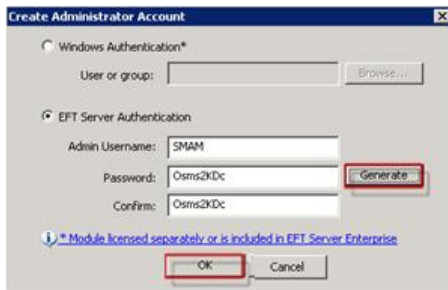 Create Administrator Account
Windows Authentication*
User or group:
Browse...
EFT Server Authentication
Admin Username: SMAM
Password: Osms2KDc Generate
Confirm: Osms2KDc
* Module licensed separately or is included in EFT Server Enterprise
OK Cancel